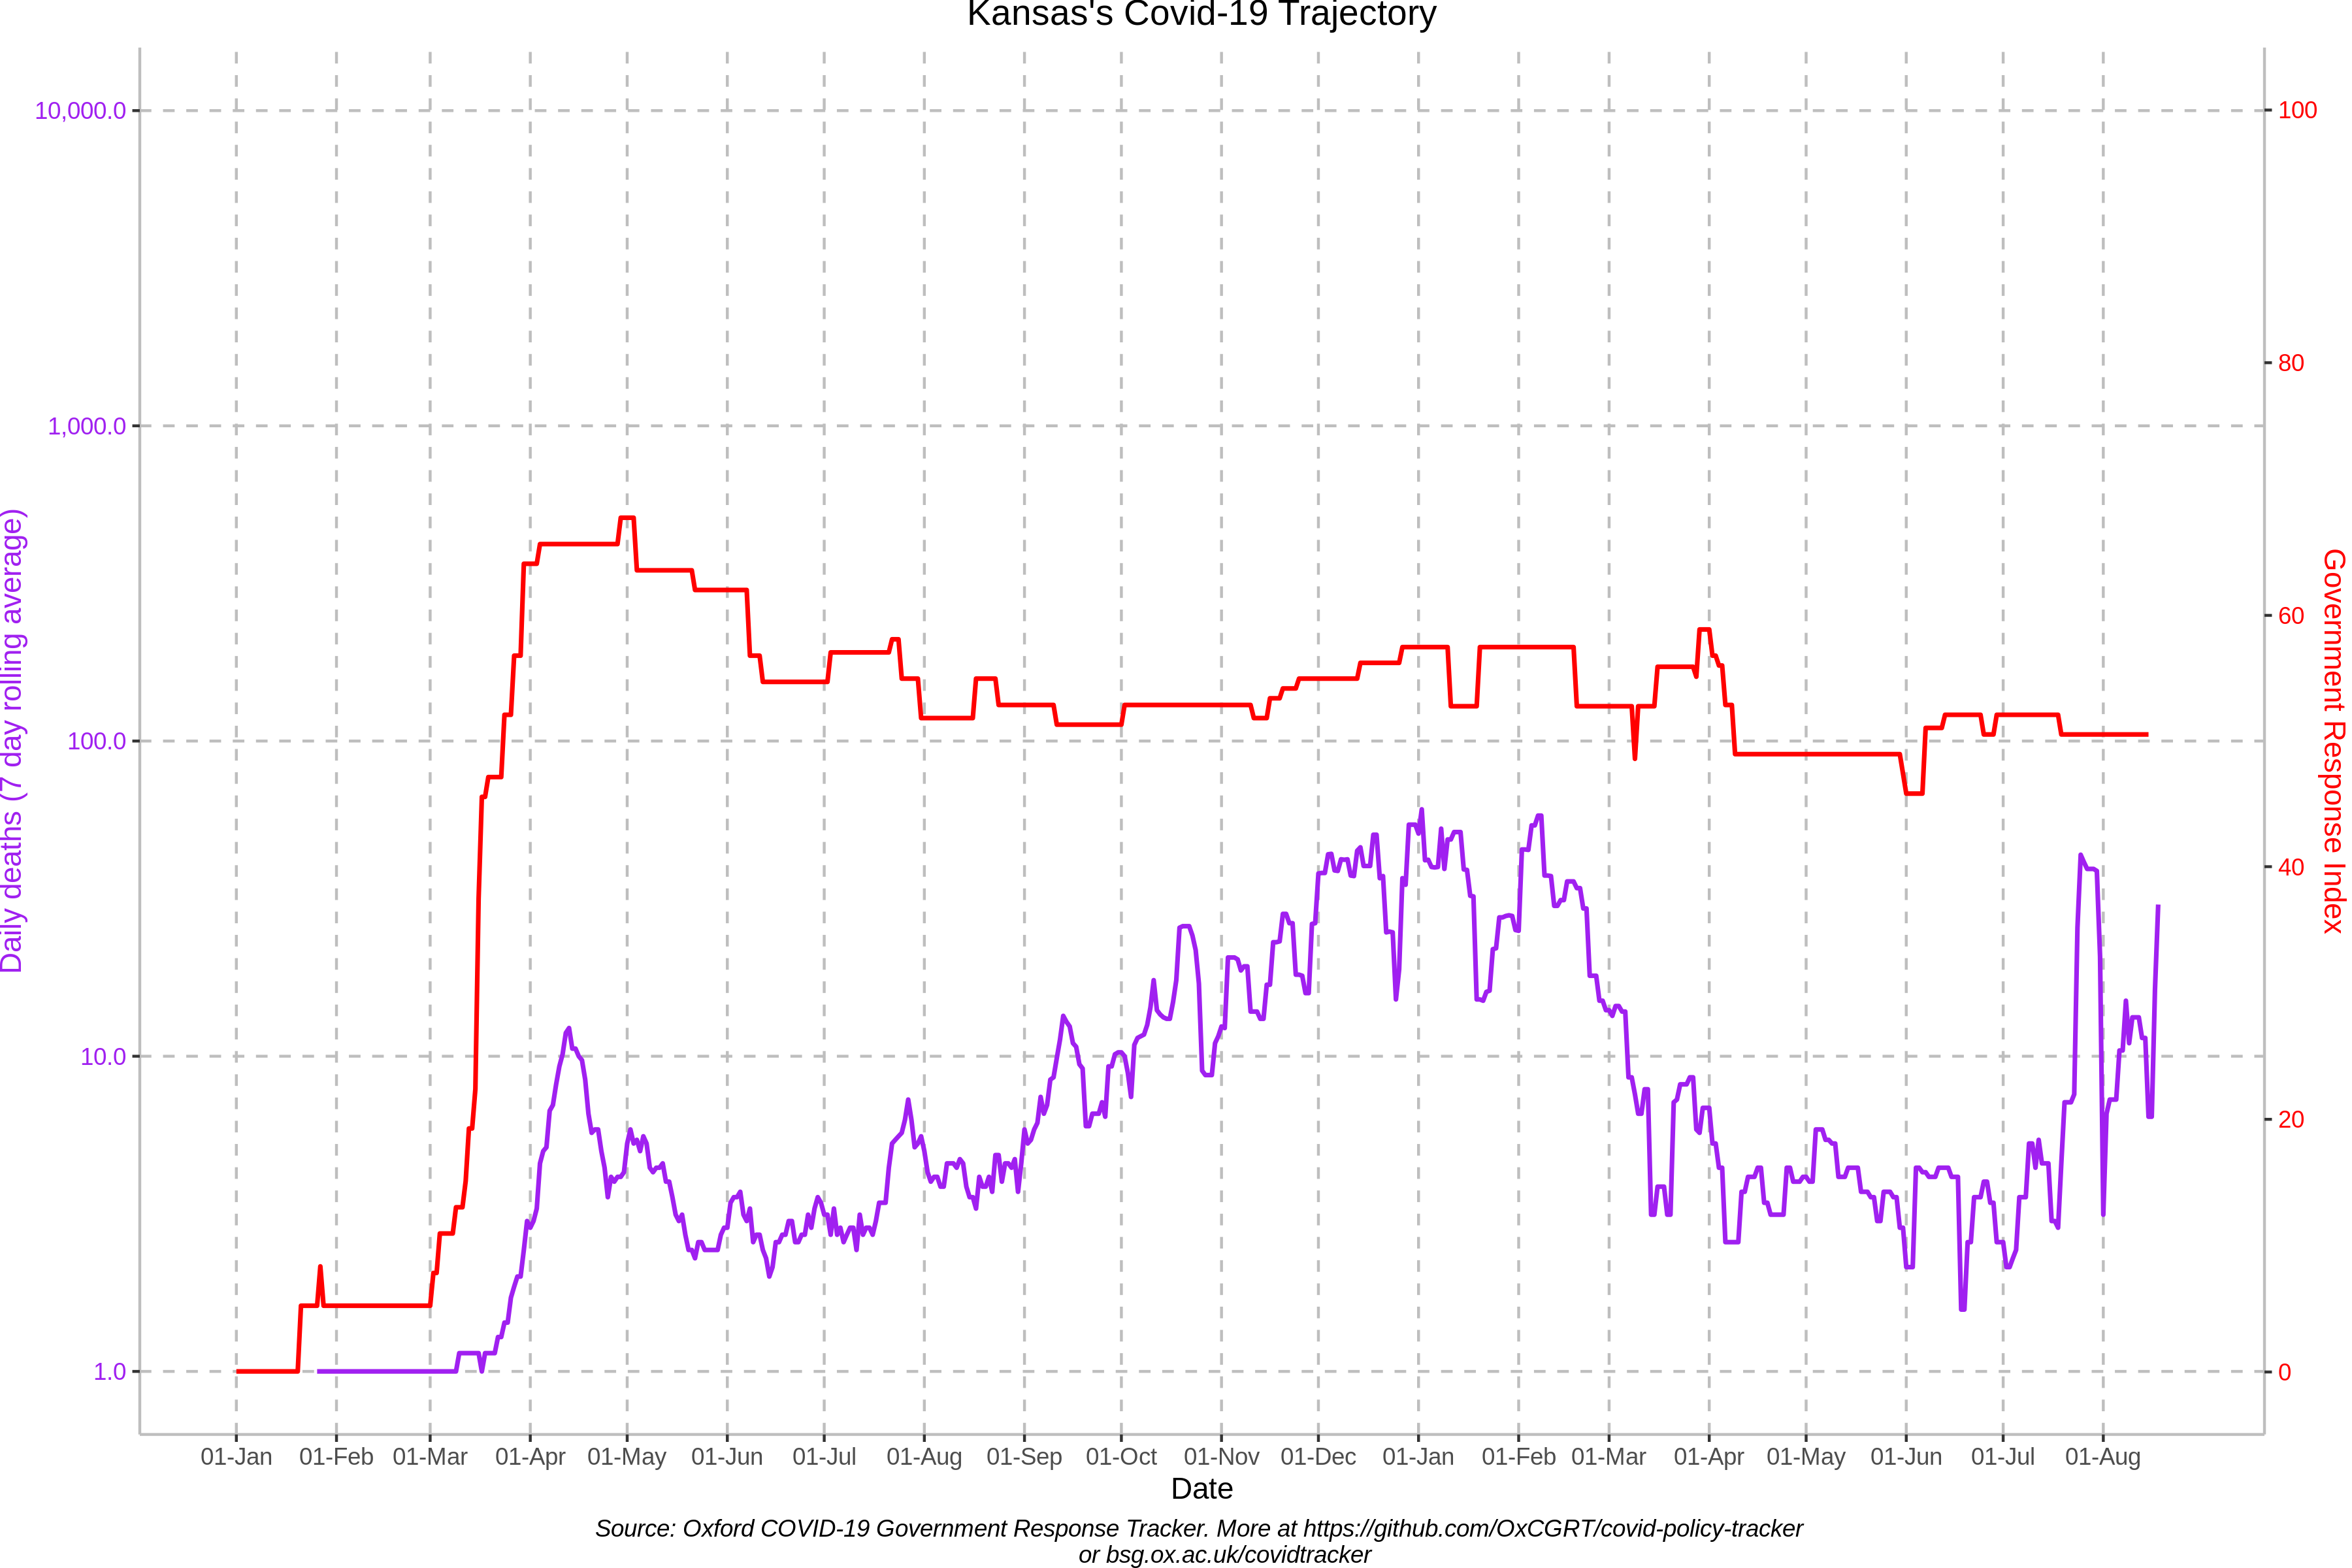 Kansas's Covid-19 Trajectory
10,000.0
1,000.0
100.0
10.0
1.0
Daily deaths (7 day rolling average)
100
80
60
40
20
0
Government Response Index
01-Jan 01-Feb 01-Mar 01-Apr 01-May 01-Jun 01-Jul 01-Aug 01-Sep 01-Oct 01-Nov 01-Dec 01-Jan 01-Feb 01-Mar 01-Apr 01-May 01-Jun 01-Jul 01-Aug
Date
Source: Oxford COVID-19 Government Response Tracker. More at https://github.com/OxCGRT/covid-policy-tracker
or bsg.ox.ac.uk/covidtracker